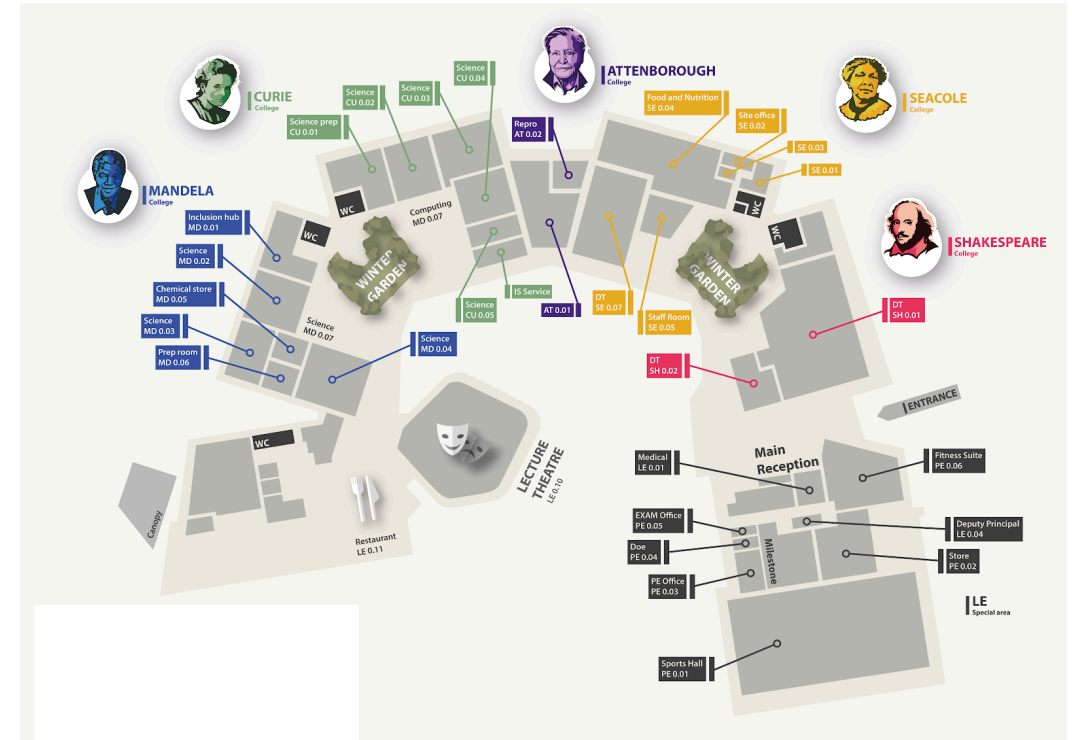 CURIE
College
ATTENBOROUGH
College
SEACOLE
College
MANDELA
College
SHAKESPEARE
College
Science
CU 0.04
Science
CU 0.03
Science
CU 0.02
Science prep
CU 0.01
Repro
AT 0.02
Food and Nutrition
SE 0.04
Site office
SE 0.02
SE 0.03
SE 0.01
Inclusion hub
MD 0.01
Science
MD 0.02
Chemical store
MD 0.05
Science
MD 0.03
Prep room
MD 0.06
Science
MD 0.07
Science
MD 0.04
WC
WC
Computing
MD 0.07
WINTER
GARDEN
Science
CU 0.05
IS Service
AT 0.01
DT
SE 0.07
Staff Room
SE 0.05
WINTER
GARDEN
WC
WC
DT
SH 0.01
DT
SH 0.02
ENTRANCE
WC
Canopy
Restaurant
LE 0.11
LECTURE
THEATRE
LE 0.10
Main
Reception
Medical
LE 0.01
Fitness Suite
PE 0.06
EXAM Office
PE 0.05
Deputy Principal
LE 0.04
Doe
PE 0.04
Milestone
Store
PE 0.02
PE Office
PE 0.03
LE
Special area
Sports Hall
PE 0.01